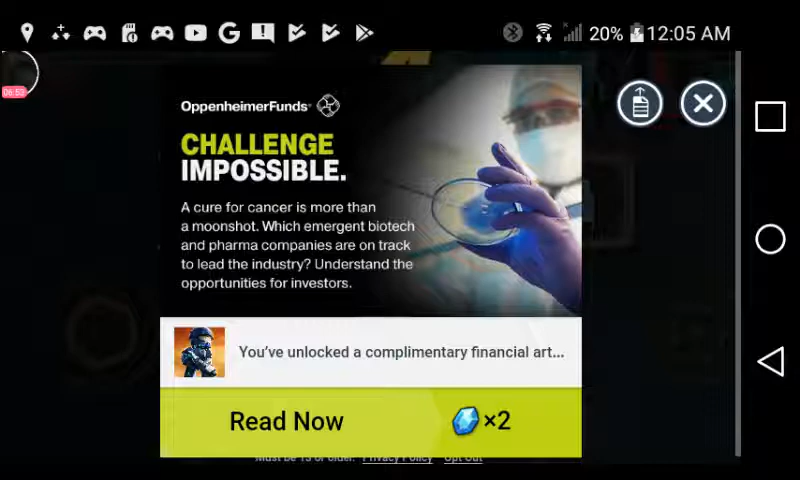 20% 12:05 AM
06:53
OppenheimerFunds
CHALLENGE
IMPOSSIBLE.
A cure for cancer is more than
a moonshot. Which emergent biotech
and pharma companies are on track
to lead the industry? Understand the
opportunities for investors.
You've unlocked a complimentary financial art...
Read Now ×2
Must be 13 or older. Privacy Policy Opt Out